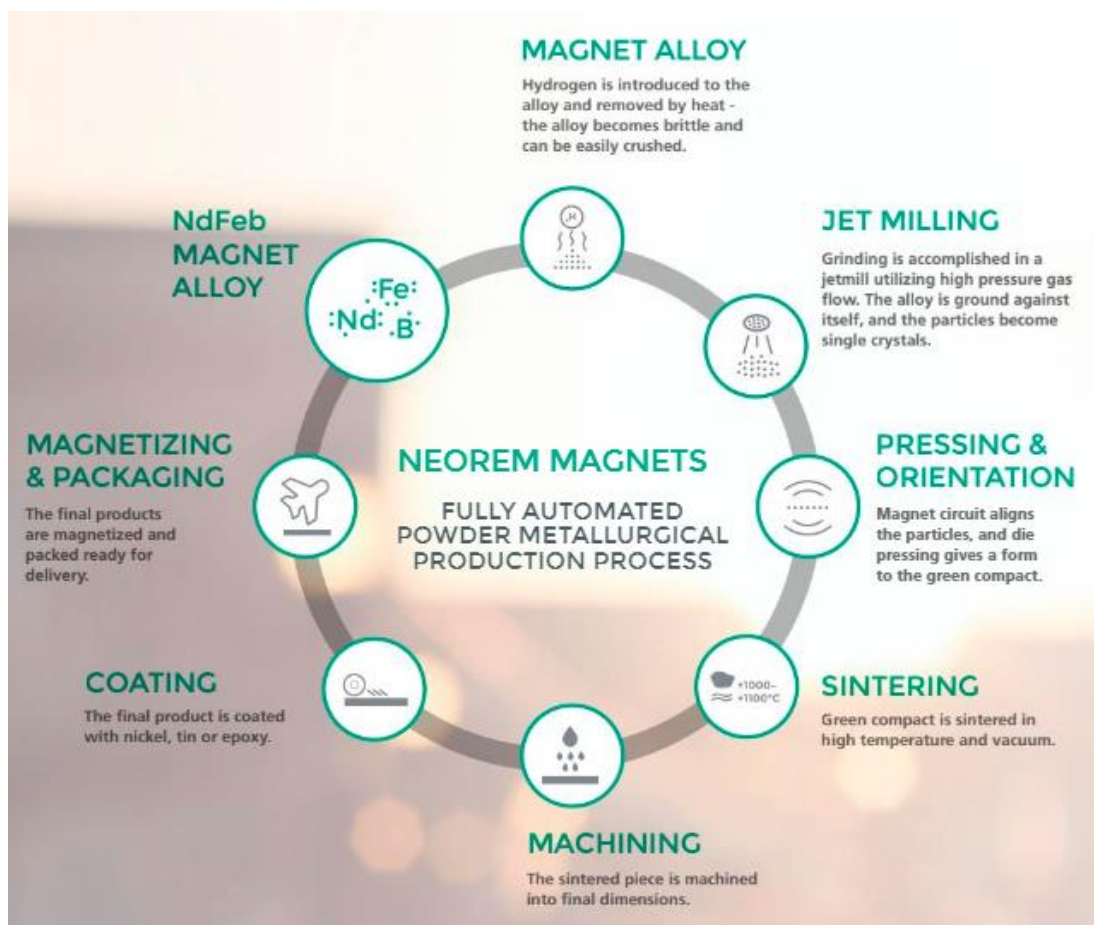 MAGNET ALLOY
Hydrogen is introduced to the
alloy and removed by heat -
the alloy becomes brittle and
can be easily crushed.
H
NdFeb
MAGNET
ALLOY
:Fe:
:Nd: .B.
JET MILLING
Grinding is accomplished in a
jetmill utilizing high pressure gas
flow. The alloy is ground against
itself, and the particles become
single crystals.
PRESSING &
ORIENTATION
Magnet circuit aligns
the particles, and die
pressing gives a form
to the green compact.
MAGNETIZING
& PACKAGING
The final products
are magnetized and
packed ready for
delivery.
NEOREM MAGNETS
FULLY AUTOMATED
POWDER METALLURGICAL
PRODUCTION PROCESS
SINTERING
Green compact is sintered in
high temperature and vacuum.
+1000–
+1100°C
COATING
The final product is coated
with nickel, tin or epoxy.
MACHINING
The sintered piece is machined
into final dimensions.